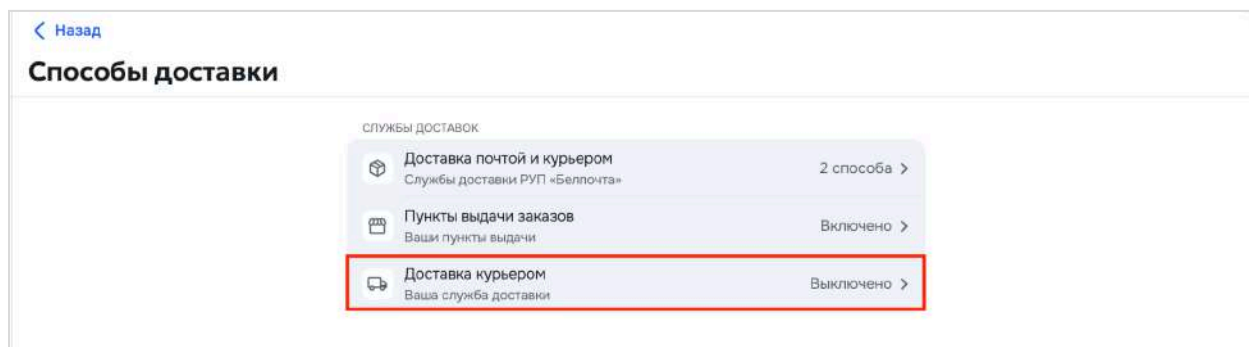 Назад
Способы доставки
СЛУЖБЫ ДОСТАВОК
Доставка почтой и курьером
Службы доставки РУП «Белпочта»
2 способа
Пункты выдачи заказов
Ваши пункты выдачи
Включено
Доставка курьером
Ваша служба доставки
Выключено